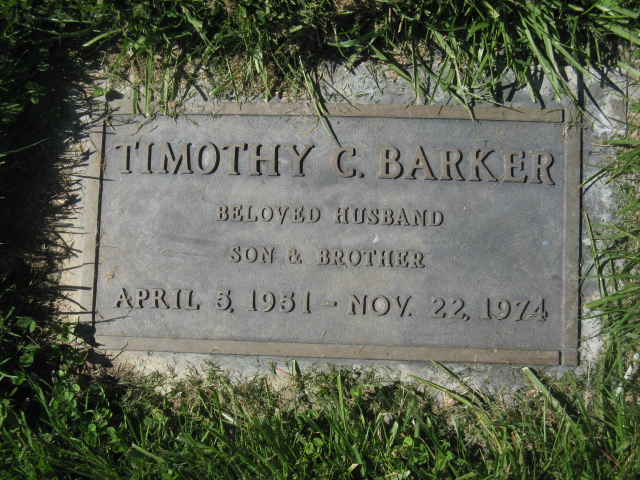 TIMOTHY C. BARKER
BELOVED HUSBAND
SON & BROTHER
APRIL 5, 1951 - NOV. 22, 1974